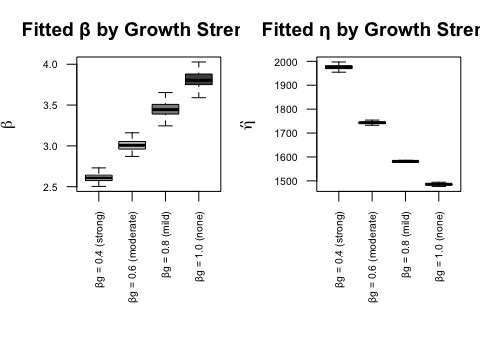 Fitted β by Growth Stren
β
4.0
3.5
3.0
2.5
βg = 0.4 (strong)
βg = 0.6 (moderate)
βg = 0.8 (mild)
βg = 1.0 (none)
Fitted η by Growth Stren
η̂
2000
1900
1800
1700
1600
1500
βg = 0.4 (strong)
βg = 0.6 (moderate)
βg = 0.8 (mild)
βg = 1.0 (none)